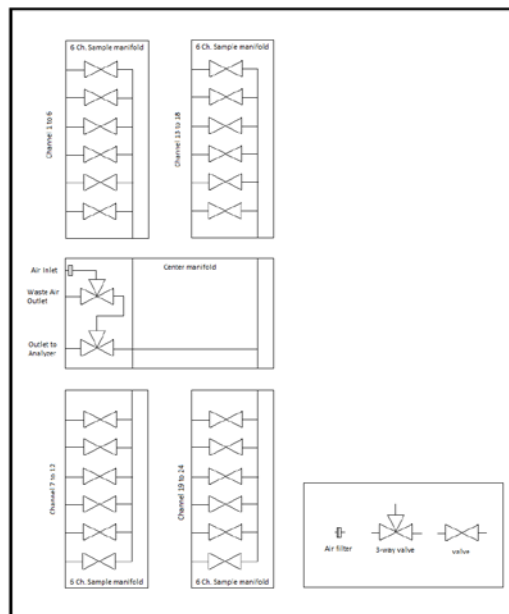 6 Ch. Sample manifold
6 Ch. Sample manifold
Channel 1 to 6
Channel 13 to 18
Air Inlet
Center manifold
Waste Air
Outlet
Outlet to
Analyzer
Channel 7 to 12
Channel 19 to 24
6 Ch. Sample manifold
6 Ch. Sample manifold
Air filter
3-way valve
valve